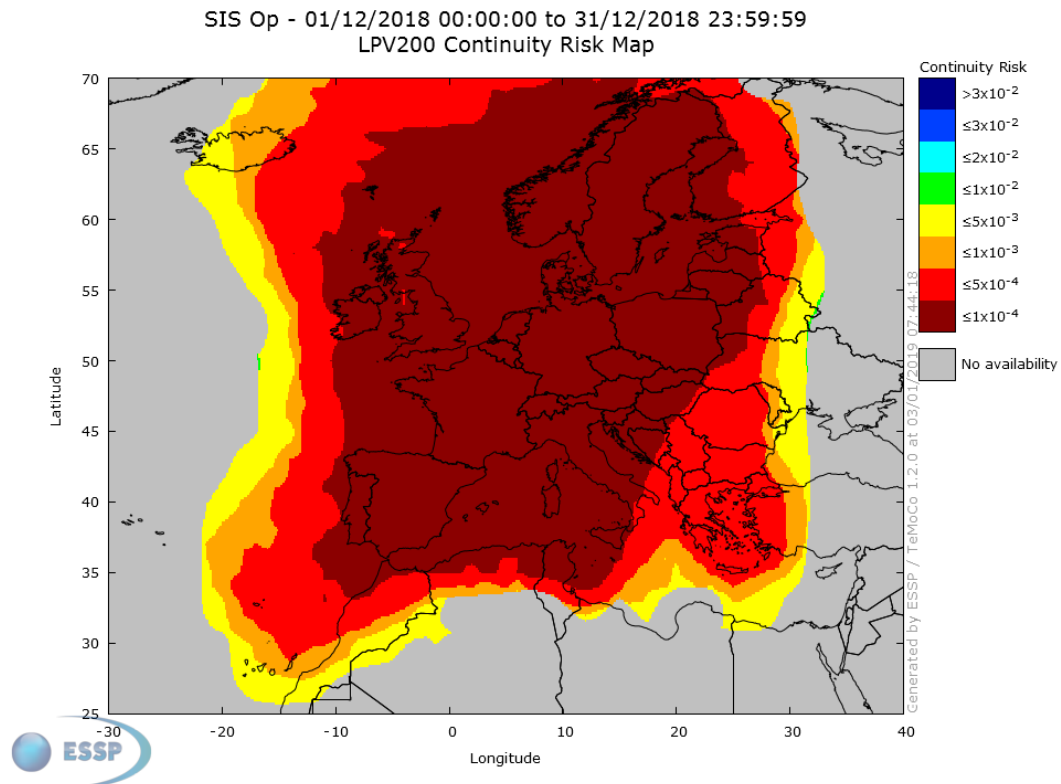 SIS Op - 01/12/2018 00:00:00 to 31/12/2018 23:59:59
LPV200 Continuity Risk Map
Continuity Risk
>3x10⁻²
≤3x10⁻²
≤2x10⁻²
≤1x10⁻²
≤5x10⁻³
≤1x10⁻³
≤5x10⁻⁴
≤1x10⁻⁴
No availability
Latitude
70
65
60
55
50
45
40
35
30
25
-30
-20
-10
0
10
20
30
40
Longitude
Generated by ESSP / TeMoCo 1.2.0 at 03/01/2019 07:44:18
ESSP